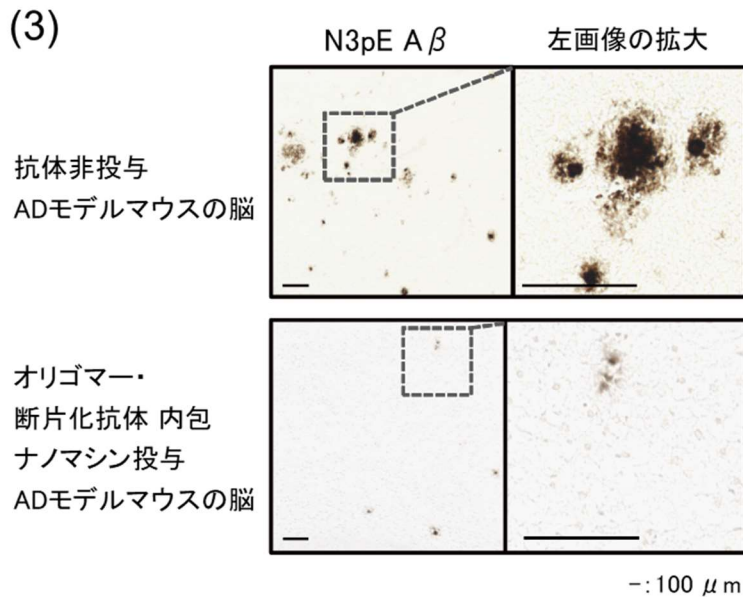 (3)
N3pE Aβ
左画像の拡大
抗体非投与
ADモデルマウスの脳
オリゴマー・
断片化抗体 内包
ナノマシン投与
ADモデルマウスの脳
-:100 μm